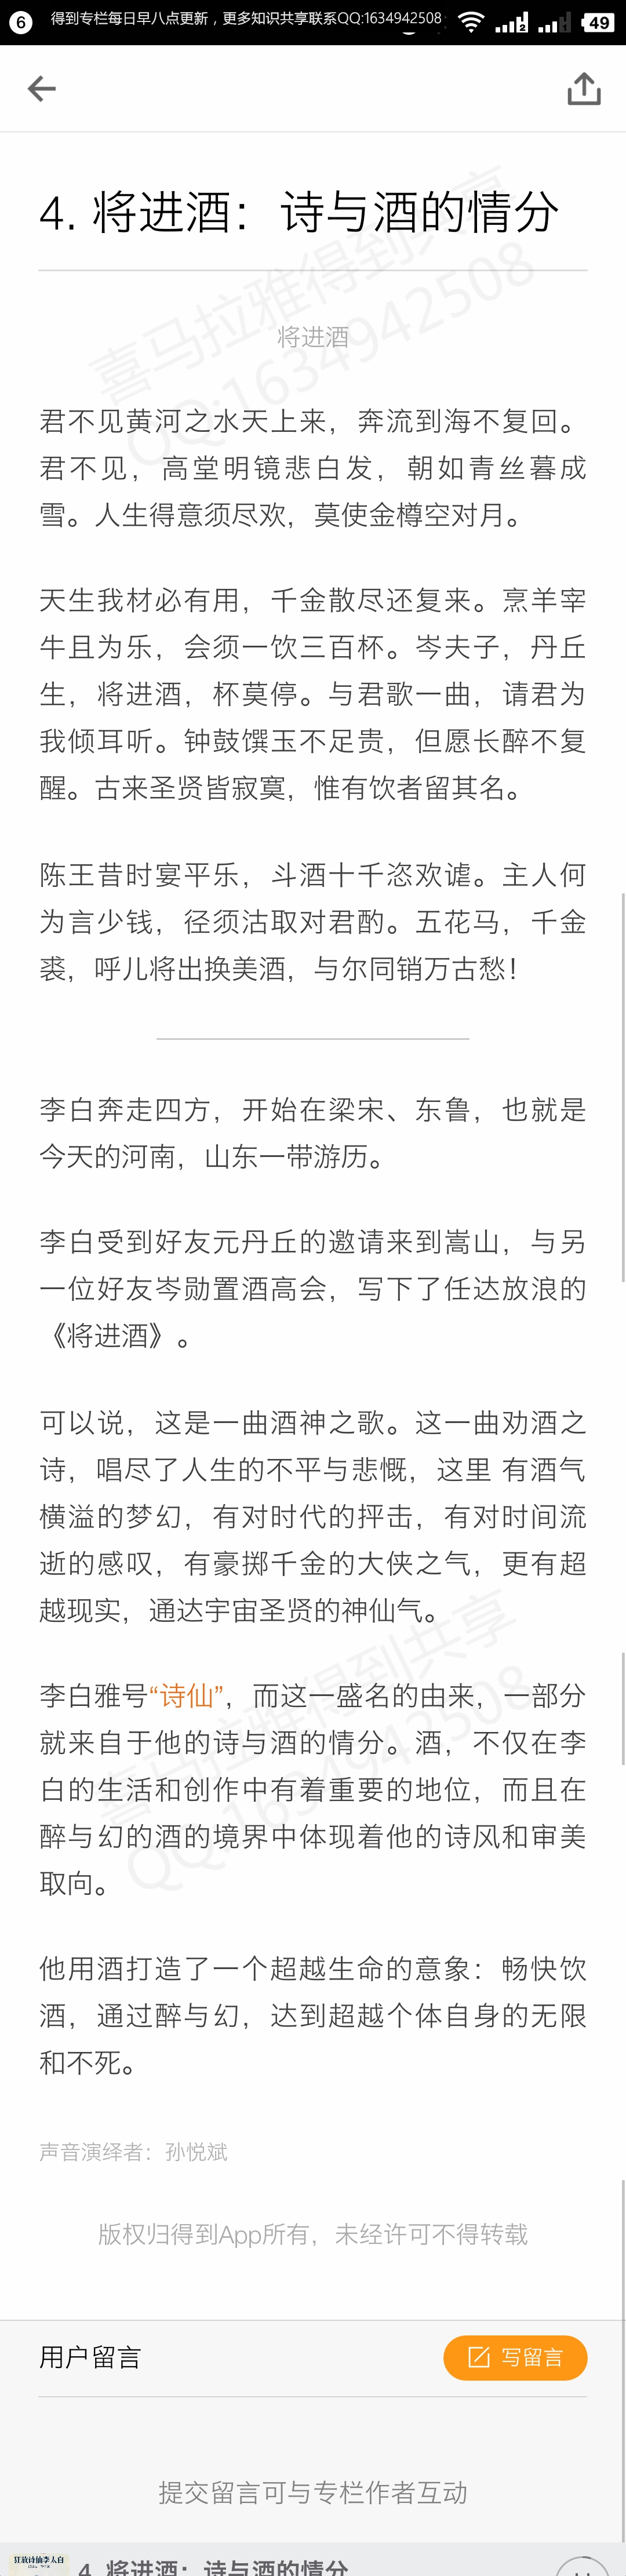 6 得到专栏每日早八点更新，更多知识共享联系QQ:1634942508 2 49
4. 将进酒：诗与酒的情分
喜马拉雅得到共享
QQ:1634942508
将进酒
君不见黄河之水天上来，奔流到海不复回。
君不见，高堂明镜悲白发，朝如青丝暮成
雪。人生得意须尽欢，莫使金樽空对月。
天生我材必有用，千金散尽还复来。烹羊宰
牛且为乐，会须一饮三百杯。岑夫子，丹丘
生，将进酒，杯莫停。与君歌一曲，请君为
我倾耳听。钟鼓馔玉不足贵，但愿长醉不复
醒。古来圣贤皆寂寞，惟有饮者留其名。
陈王昔时宴平乐，斗酒十千恣欢谑。主人何
为言少钱，径须沽取对君酌。五花马，千金
裘，呼儿将出换美酒，与尔同销万古愁！
李白奔走四方，开始在梁宋、东鲁，也就是
今天的河南，山东一带游历。
李白受到好友元丹丘的邀请来到嵩山，与另
一位好友岑勋置酒高会，写下了任达放浪的
《将进酒》。
可以说，这是一曲酒神之歌。这一曲劝酒之
诗，唱尽了人生的不平与悲慨，这里 有酒气
横溢的梦幻，有对时代的抨击，有对时间流
逝的感叹，有豪掷千金的大侠之气，更有超
越现实，通达宇宙圣贤的神仙气。
喜马拉雅得到共享
QQ:1634942508
李白雅号“诗仙”，而这一盛名的由来，一部分
就来自于他的诗与酒的情分。酒，不仅在李
白的生活和创作中有着重要的地位，而且在
醉与幻的酒的境界中体现着他的诗风和审美
取向。
他用酒打造了一个超越生命的意象：畅快饮
酒，通过醉与幻，达到超越个体自身的无限
和不死。
声音演绎者：孙悦斌
版权归得到App所有，未经许可不得转载
用户留言
写留言
提交留言可与专栏作者互动
狂放诗仙李太白
4. 将进酒：诗与酒的情分